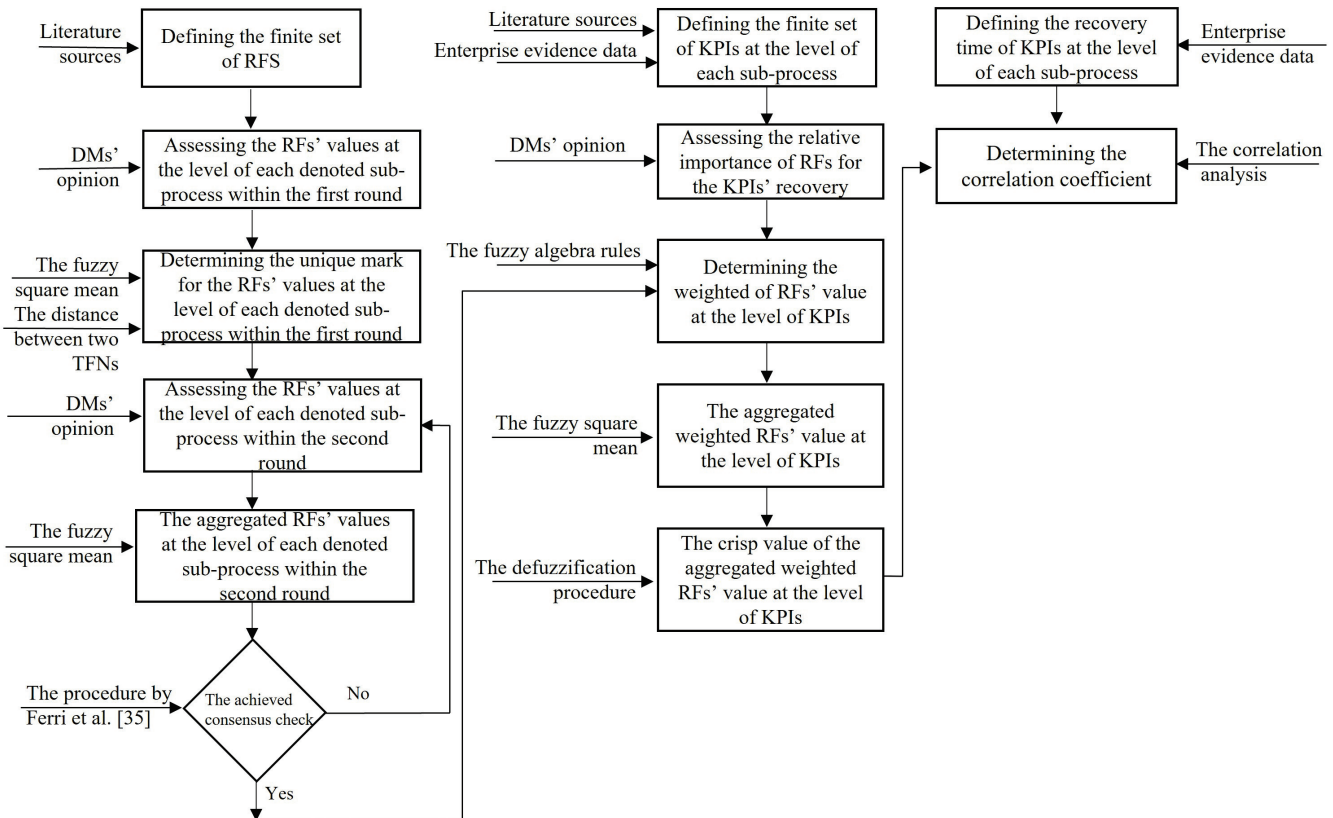 Literature
sources
Defining the finite set
of RFS
DMs’
opinion
Assessing the RFs’ values at
the level of each denoted sub-
process within the first round
The fuzzy
square mean
The distance
between two
TFNs
Determining the unique mark
for the RFs’ values at the
level of each denoted sub-
process within the first round
DMs’
opinion
Assessing the RFs’ values at
the level of each denoted sub-
process within the second
round
The fuzzy
square mean
The aggregated RFs’ values
at the level of each denoted
sub-process within the
second round
The procedure by
Ferri et al. [35]
The achieved
consensus check
No
Yes
Literature sources
Enterprise evidence data
Defining the finite set
of KPIs at the level of
each sub-process
DMs’ opinion
Assessing the relative
importance of RFs for
the KPIs’ recovery
The fuzzy algebra rules
Determining the
weighted of RFs’ value
at the level of KPIs
The fuzzy square
mean
The aggregated
weighted RFs’ value at
the level of KPIs
The defuzzification
procedure
The crisp value of the
aggregated weighted
RFs’ value at the level
of KPIs
Defining the recovery
time of KPIs at the level
of each sub-process
Enterprise
evidence data
Determining the
correlation coefficient
The correlation
analysis